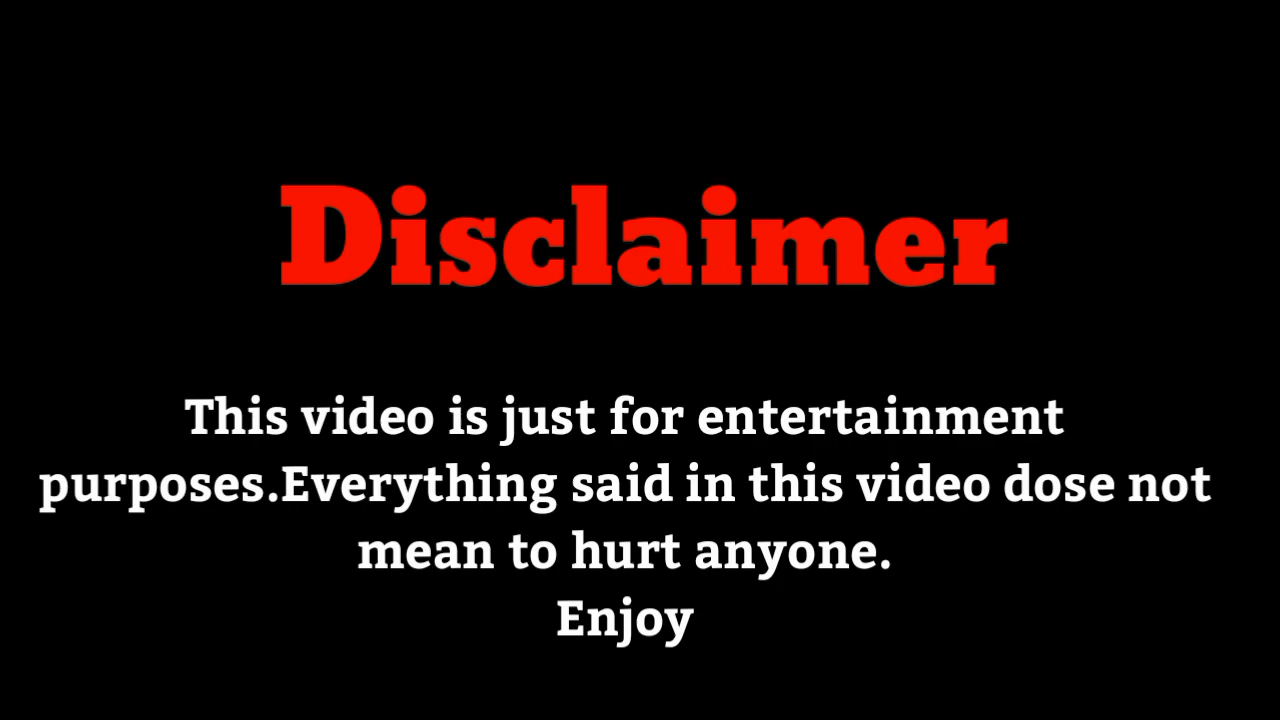 Disclaimer
This video is just for entertainment
purposes.Everything said in this video dose not
mean to hurt anyone.
Enjoy